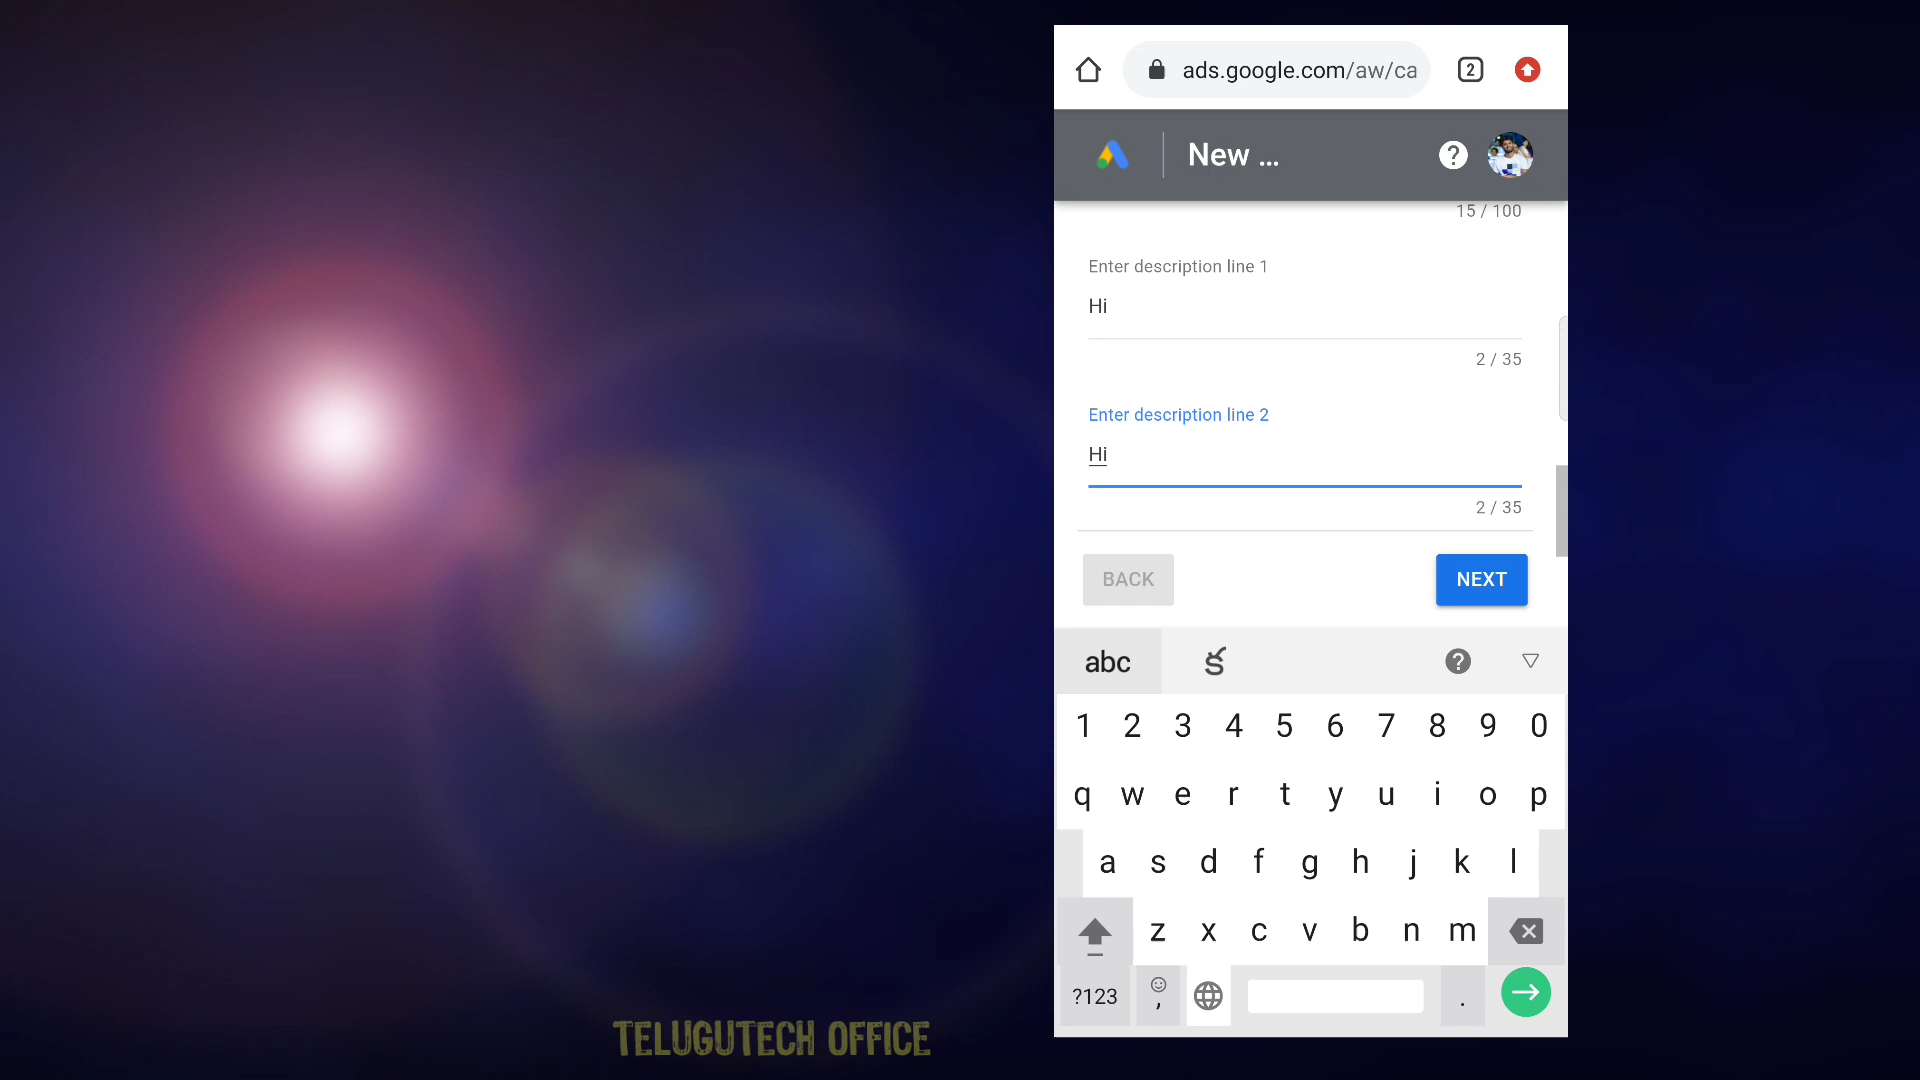 ads.google.com/aw/ca
2
New ...
?
15 / 100
Enter description line 1
Hi
2 / 35
Enter description line 2
Hi
2 / 35
BACK
NEXT
abc
క
?
1 2 3 4 5 6 7 8 9 0
q w e r t y u i o p
a s d f g h j k l
z x c v b n m
?123 , .
TELUGUTECH OFFICE